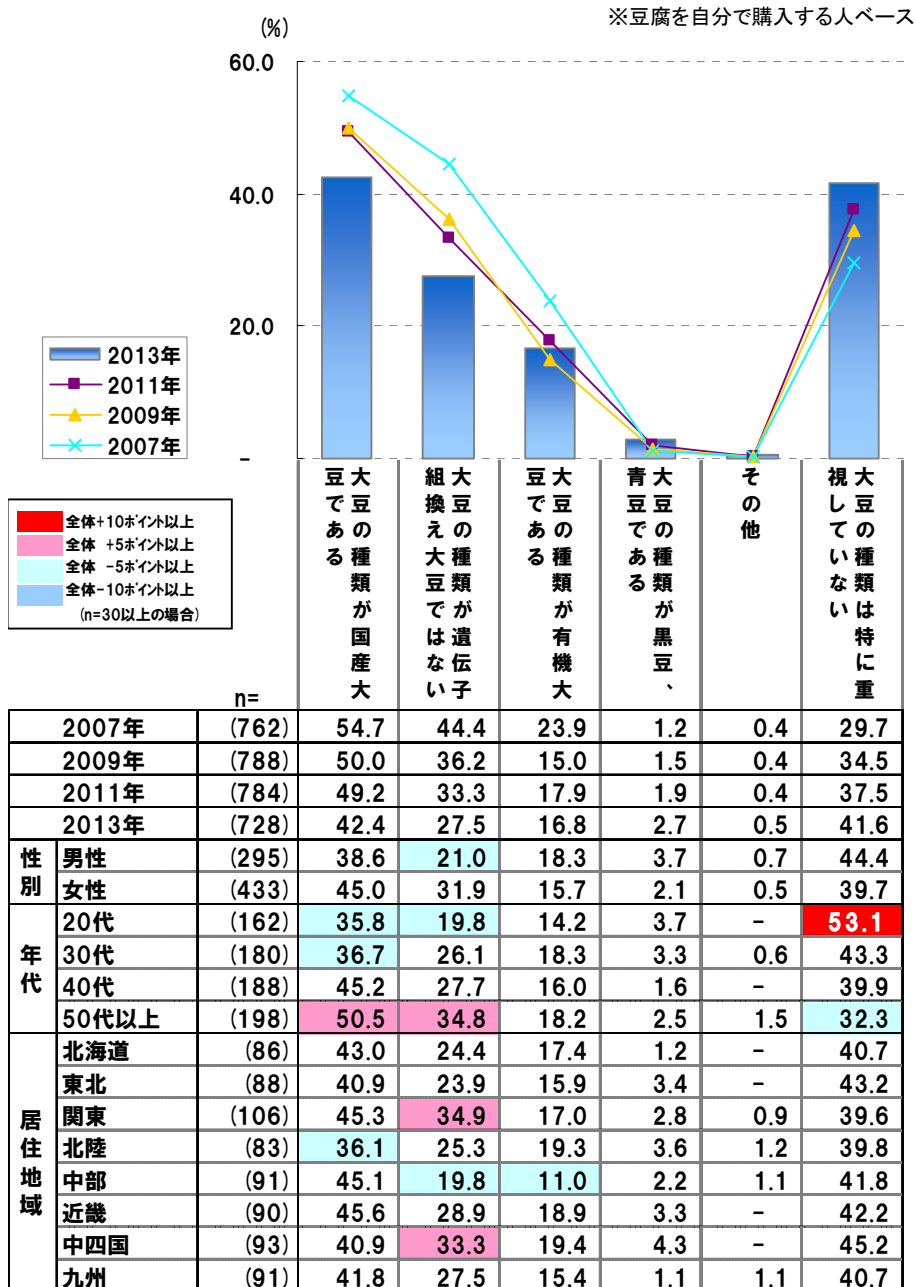 ※豆腐を自分で購入する人ベース
(%)
60.0
40.0
20.0
-
2013年
2011年
2009年
2007年
全体+10ポイント以上
全体 +5ポイント以上
全体 -5ポイント以上
全体-10ポイント以上
(n=30以上の場合)
大豆の種類が国産大
豆である
大豆の種類が遺伝子
組換え大豆ではない
大豆の種類が有機大
豆である
大豆の種類が黒豆、
青豆である
その他
大豆の種類は特に重
視していない
n=
2007年 (762) 54.7 44.4 23.9 1.2 0.4 29.7
2009年 (788) 50.0 36.2 15.0 1.5 0.4 34.5
2011年 (784) 49.2 33.3 17.9 1.9 0.4 37.5
2013年 (728) 42.4 27.5 16.8 2.7 0.5 41.6
性別
男性 (295) 38.6 21.0 18.3 3.7 0.7 44.4
女性 (433) 45.0 31.9 15.7 2.1 0.5 39.7
年代
20代 (162) 35.8 19.8 14.2 3.7 - 53.1
30代 (180) 36.7 26.1 18.3 3.3 0.6 43.3
40代 (188) 45.2 27.7 16.0 1.6 - 39.9
50代以上 (198) 50.5 34.8 18.2 2.5 1.5 32.3
居住地域
北海道 (86) 43.0 24.4 17.4 1.2 - 40.7
東北 (88) 40.9 23.9 15.9 3.4 - 43.2
関東 (106) 45.3 34.9 17.0 2.8 0.9 39.6
北陸 (83) 36.1 25.3 19.3 3.6 1.2 39.8
中部 (91) 45.1 19.8 11.0 2.2 1.1 41.8
近畿 (90) 45.6 28.9 18.9 3.3 - 42.2
中四国 (93) 40.9 33.3 19.4 4.3 - 45.2
九州 (91) 41.8 27.5 15.4 1.1 1.1 40.7